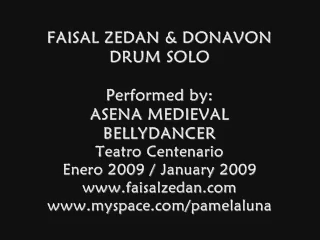 FAISAL ZEDAN & DONAVON
DRUM SOLO
Performed by:
ASENA MEDIEVAL
BELLYDANCER
Teatro Centenario
Enero 2009 / January 2009
www.faisalzedan.com
www.myspace.com/pamelaluna